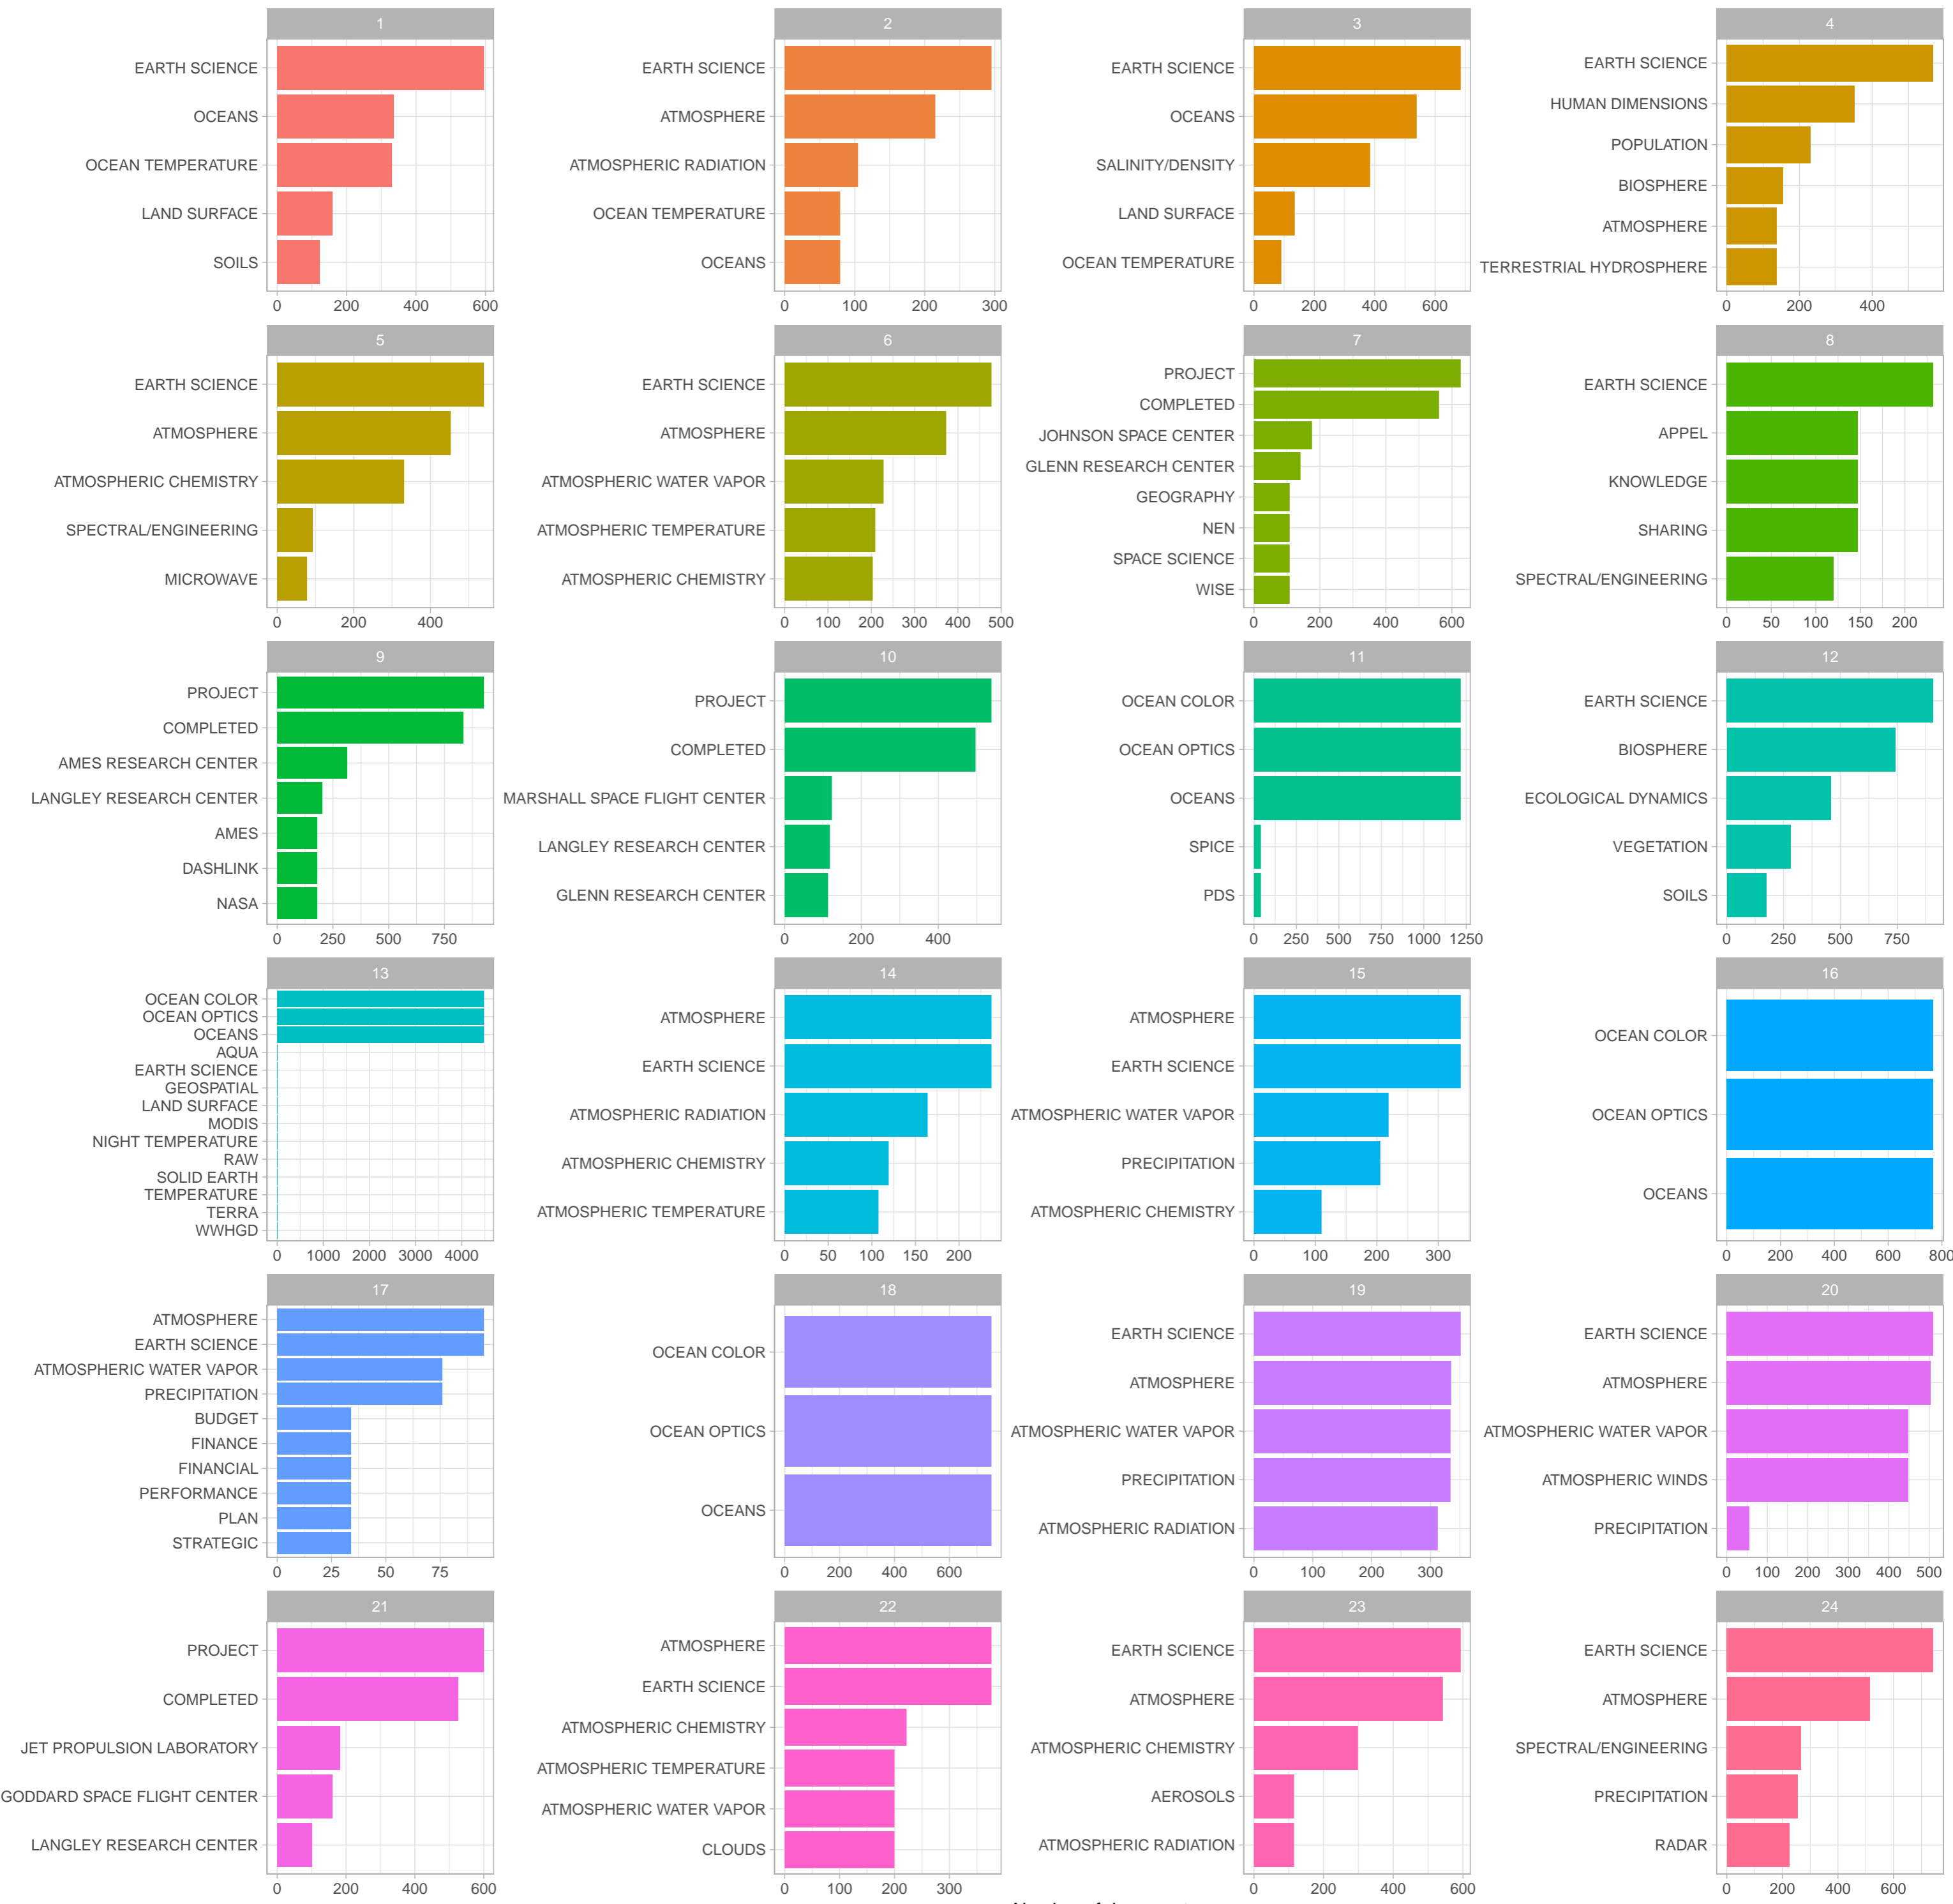 1
EARTH SCIENCE
OCEANS
OCEAN TEMPERATURE
LAND SURFACE
SOILS
0 200 400 600
2
EARTH SCIENCE
ATMOSPHERE
ATMOSPHERIC RADIATION
OCEAN TEMPERATURE
OCEANS
0 100 200 300
3
EARTH SCIENCE
OCEANS
SALINITY/DENSITY
LAND SURFACE
OCEAN TEMPERATURE
0 200 400 600
4
EARTH SCIENCE
HUMAN DIMENSIONS
POPULATION
BIOSPHERE
ATMOSPHERE
TERRESTRIAL HYDROSPHERE
0 200 400
5
EARTH SCIENCE
ATMOSPHERE
ATMOSPHERIC CHEMISTRY
SPECTRAL/ENGINEERING
MICROWAVE
0 200 400
6
EARTH SCIENCE
ATMOSPHERE
ATMOSPHERIC WATER VAPOR
ATMOSPHERIC TEMPERATURE
ATMOSPHERIC CHEMISTRY
0 100 200 300 400 500
7
PROJECT
COMPLETED
JOHNSON SPACE CENTER
GLENN RESEARCH CENTER
GEOGRAPHY
NEN
SPACE SCIENCE
WISE
0 200 400 600
8
EARTH SCIENCE
APPEL
KNOWLEDGE
SHARING
SPECTRAL/ENGINEERING
0 50 100 150 200
9
PROJECT
COMPLETED
AMES RESEARCH CENTER
LANGLEY RESEARCH CENTER
AMES
DASHLINK
NASA
0 250 500 750
10
PROJECT
COMPLETED
MARSHALL SPACE FLIGHT CENTER
LANGLEY RESEARCH CENTER
GLENN RESEARCH CENTER
0 200 400
11
OCEAN COLOR
OCEAN OPTICS
OCEANS
SPICE
PDS
0 250 500 750 1000 1250
12
EARTH SCIENCE
BIOSPHERE
ECOLOGICAL DYNAMICS
VEGETATION
SOILS
0 250 500 750
13
OCEAN COLOR
OCEAN OPTICS
OCEANS
AQUA
EARTH SCIENCE
GEOSPATIAL
LAND SURFACE
MODIS
NIGHT TEMPERATURE
RAW
SOLID EARTH
TEMPERATURE
TERRA
WWHGD
0 1000 2000 3000 4000
14
ATMOSPHERE
EARTH SCIENCE
ATMOSPHERIC RADIATION
ATMOSPHERIC CHEMISTRY
ATMOSPHERIC TEMPERATURE
0 50 100 150 200
15
ATMOSPHERE
EARTH SCIENCE
ATMOSPHERIC WATER VAPOR
PRECIPITATION
ATMOSPHERIC CHEMISTRY
0 100 200 300
16
OCEAN COLOR
OCEAN OPTICS
OCEANS
0 200 400 600 800
17
ATMOSPHERE
EARTH SCIENCE
ATMOSPHERIC WATER VAPOR
PRECIPITATION
BUDGET
FINANCE
FINANCIAL
PERFORMANCE
PLAN
STRATEGIC
0 25 50 75
18
OCEAN COLOR
OCEAN OPTICS
OCEANS
0 200 400 600
19
EARTH SCIENCE
ATMOSPHERE
ATMOSPHERIC WATER VAPOR
PRECIPITATION
ATMOSPHERIC RADIATION
0 100 200 300
20
EARTH SCIENCE
ATMOSPHERE
ATMOSPHERIC WATER VAPOR
ATMOSPHERIC WINDS
PRECIPITATION
0 100 200 300 400 500
21
PROJECT
COMPLETED
JET PROPULSION LABORATORY
GODDARD SPACE FLIGHT CENTER
LANGLEY RESEARCH CENTER
0 200 400 600
22
ATMOSPHERE
EARTH SCIENCE
ATMOSPHERIC CHEMISTRY
ATMOSPHERIC TEMPERATURE
ATMOSPHERIC WATER VAPOR
CLOUDS
0 100 200 300
23
EARTH SCIENCE
ATMOSPHERE
ATMOSPHERIC CHEMISTRY
AEROSOLS
ATMOSPHERIC RADIATION
0 200 400 600
24
EARTH SCIENCE
ATMOSPHERE
SPECTRAL/ENGINEERING
PRECIPITATION
RADAR
0 200 400 600